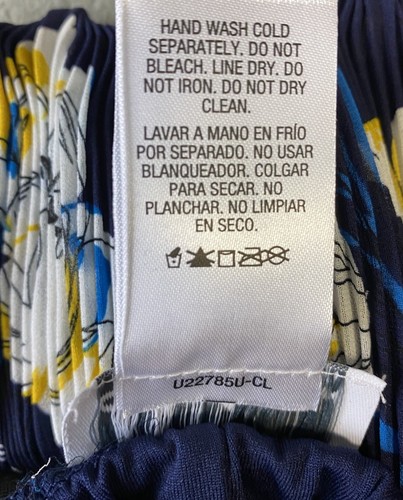 HAND WASH COLD
SEPARATELY. DO NOT
BLEACH. LINE DRY. DO
NOT IRON. DO NOT DRY
CLEAN.
LAVAR A MANO EN FRÍO
POR SEPARADO. NO USAR
BLANQUEADOR. COLGAR
PARA SECAR. NO
PLANCHAR. NO LIMPIAR
EN SECO.
U22785U-CL